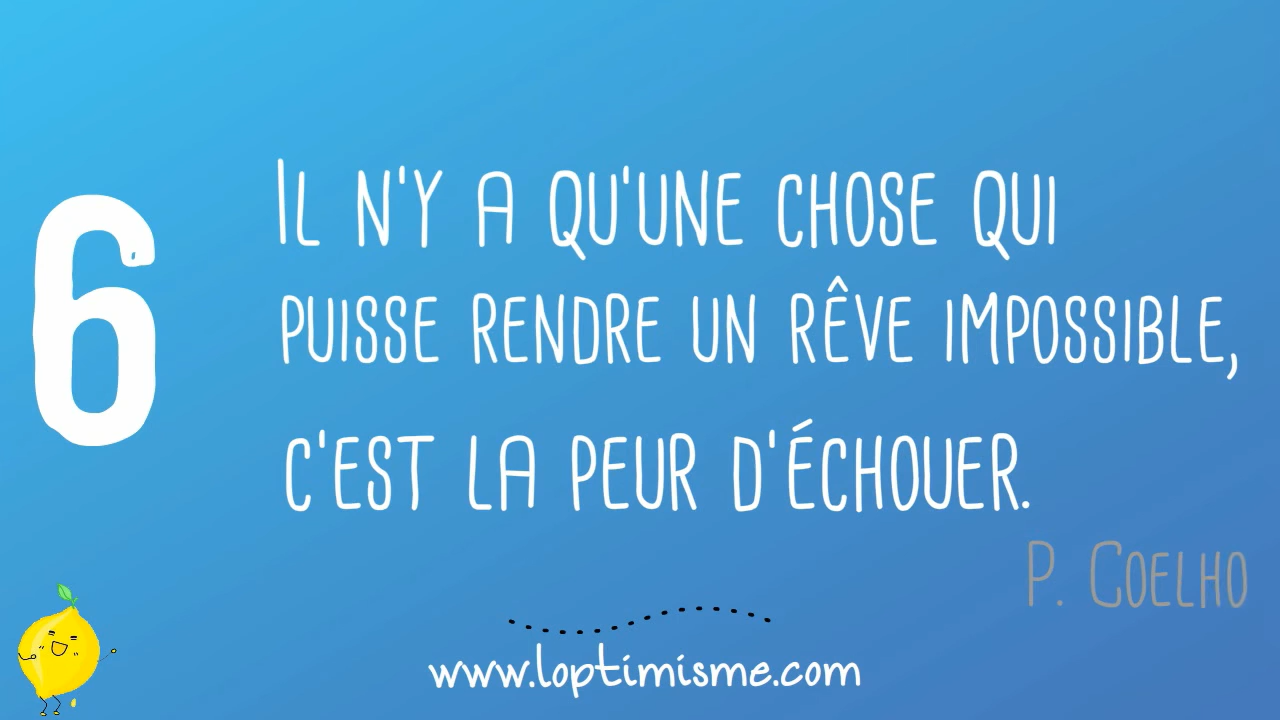 6
Il n'y a qu'une chose qui
puisse rendre un rêve impossible,
c'est la peur d'échouer.
P. Coelho
www.loptimisme.com